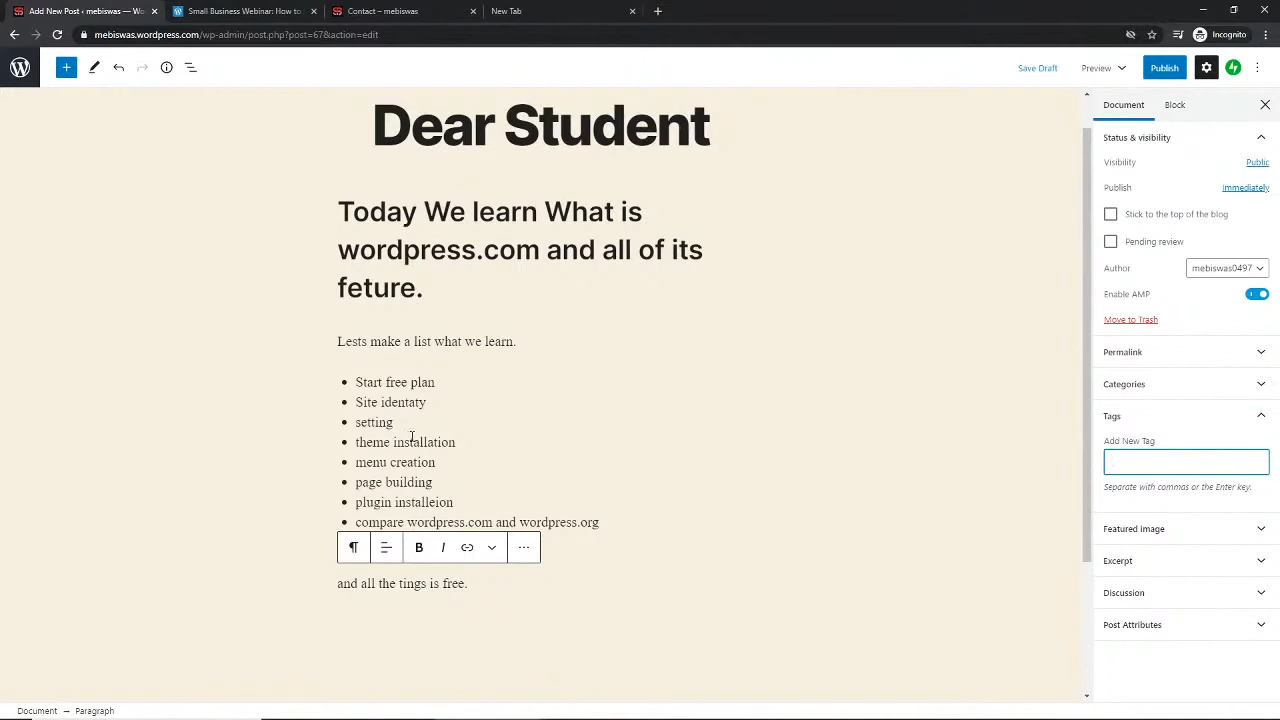 Add New Post ‹ mebiswas — Wo
Small Business Webinar: How to
Contact – mebiswas
New Tab
mebiswas.wordpress.com/wp-admin/post.php?post=67&action=edit
Incognito
Save Draft
Preview
Publish
Dear Student
Today We learn What is
wordpress.com and all of its
feture.
Lests make a list what we learn.
Start free plan
Site identaty
setting
theme installation
menu creation
page building
plugin installeion
compare wordpress.com and wordpress.org
B I
and all the tings is free.
Document
Block
Status & visibility
Visibility
Public
Publish
Immediately
Stick to the top of the blog
Pending review
Author
mebiswas0497
Enable AMP
Move to Trash
Permalink
Categories
Tags
Add New Tag
Separate with commas or the Enter key.
Featured image
Excerpt
Discussion
Post Attributes
Document → Paragraph